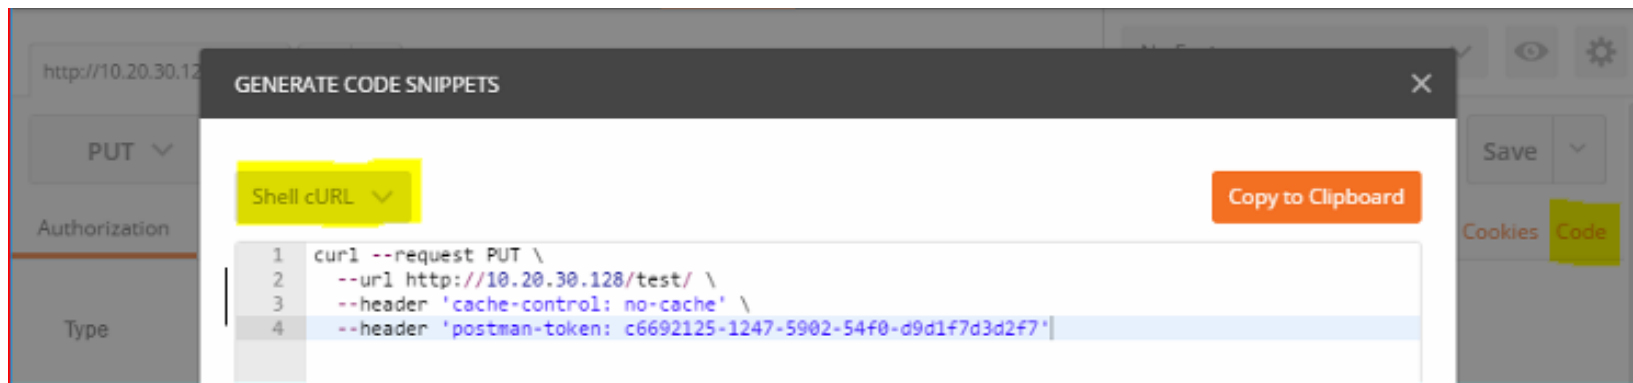 http://10.20.30.12
GENERATE CODE SNIPPETS
PUT
Save
Shell cURL
Copy to Clipboard
Authorization
Cookies Code
1 curl --request PUT \
2 --url http://10.20.30.128/test/ \
3 --header 'cache-control: no-cache' \
4 --header 'postman-token: c6692125-1247-5902-54f0-d9d1f7d3d2f7'
Type